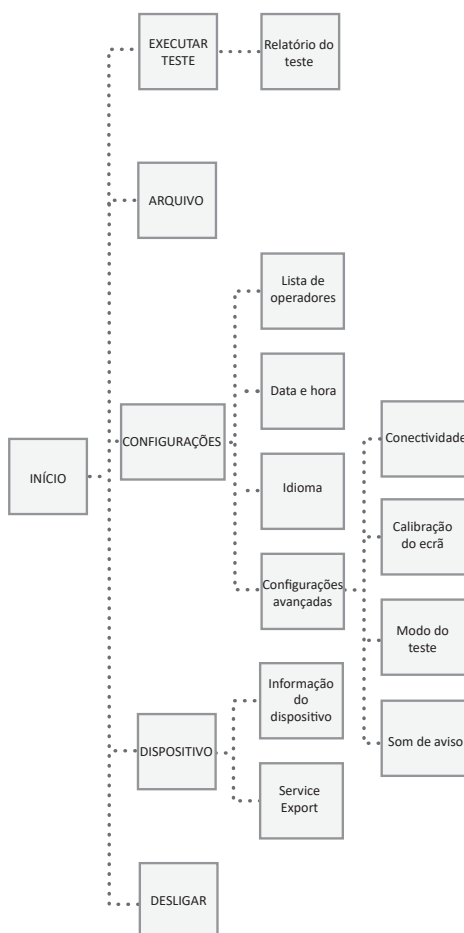 EXECUTAR
TESTE
Relatório do
teste
ARQUIVO
Lista de
operadores
Data e hora
CONFIGURAÇÕES
Conectividade
INÍCIO
Idioma
Calibração
do ecrã
Configurações
avançadas
Modo do
teste
Informação
do
dispositivo
Som de aviso
DISPOSITIVO
Service
Export
DESLIGAR